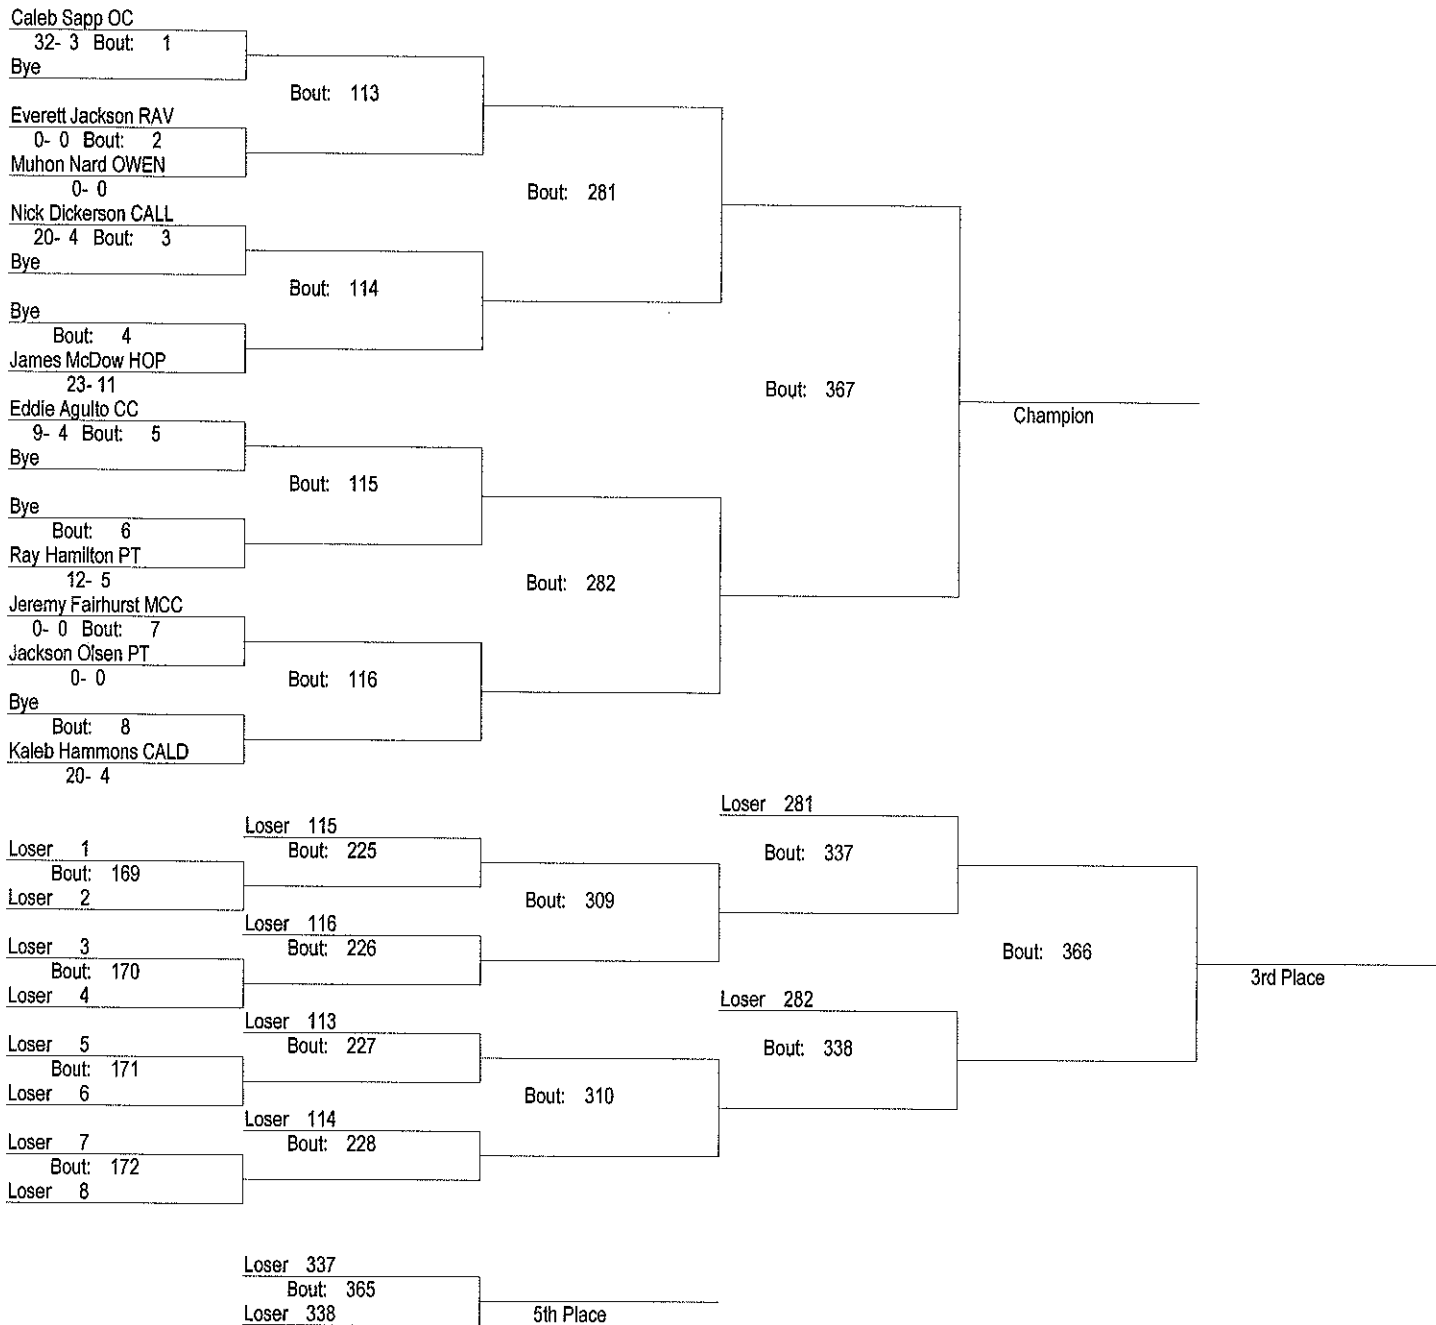 Caleb Sapp OC
32- 3 Bout: 1
Bye
Bout: 113
Everett Jackson RAV
0- 0 Bout: 2
Muhon Nard OWEN
0- 0
Bout: 281
Nick Dickerson CALL
20- 4 Bout: 3
Bye
Bout: 114
Bye
Bout: 4
James McDow HOP
23- 11
Bout: 367
Champion
Eddie Agulto CC
9- 4 Bout: 5
Bye
Bout: 115
Bye
Bout: 6
Ray Hamilton PT
12- 5
Bout: 282
Jeremy Fairhurst MCC
0- 0 Bout: 7
Jackson Olsen PT
0- 0
Bout: 116
Bye
Bout: 8
Kaleb Hammons CALD
20- 4
Loser 281
Loser 115
Loser 1
Bout: 225
Bout: 337
Bout: 169
Loser 2
Bout: 309
Loser 116
Loser 3
Bout: 226
Bout: 366
Bout: 170
3rd Place
Loser 4
Loser 282
Loser 113
Loser 5
Bout: 227
Bout: 338
Bout: 171
Loser 6
Bout: 310
Loser 114
Loser 7
Bout: 228
Bout: 172
Loser 8
Loser 337
Bout: 365
Loser 338
5th Place